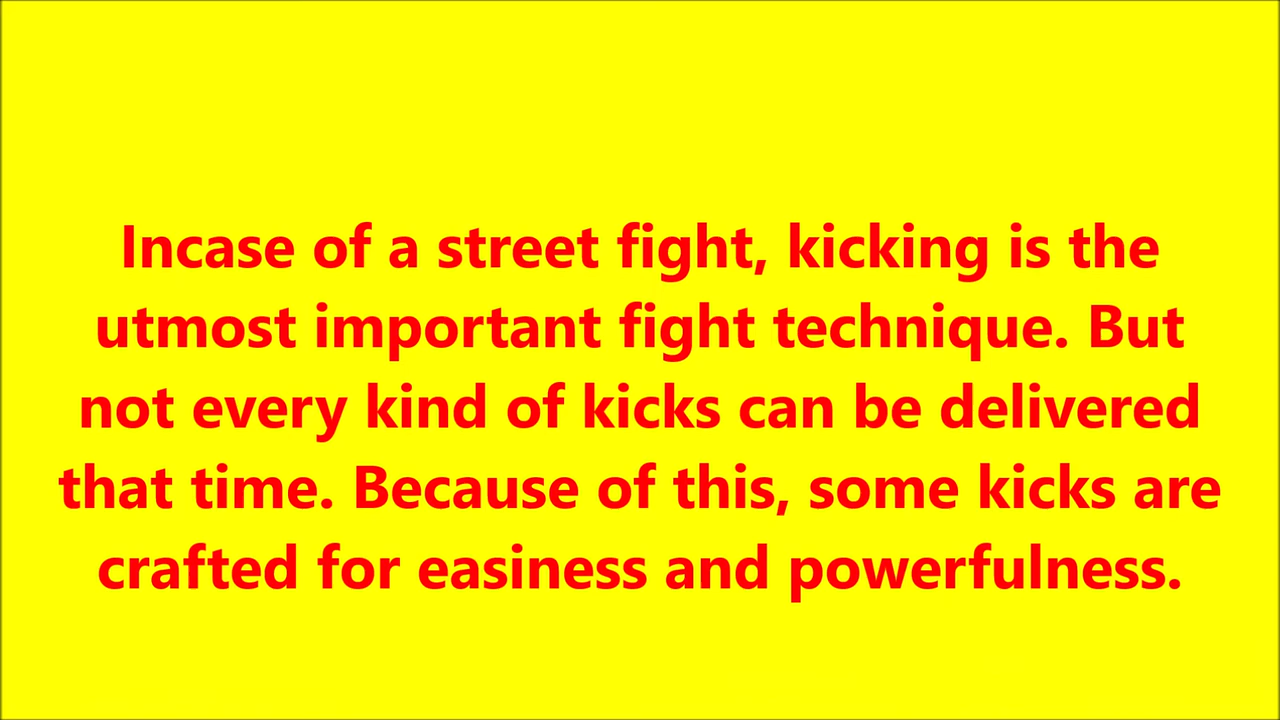 Incase of a street fight, kicking is the
utmost important fight technique. But
not every kind of kicks can be delivered
that time. Because of this, some kicks are
crafted for easiness and powerfulness.